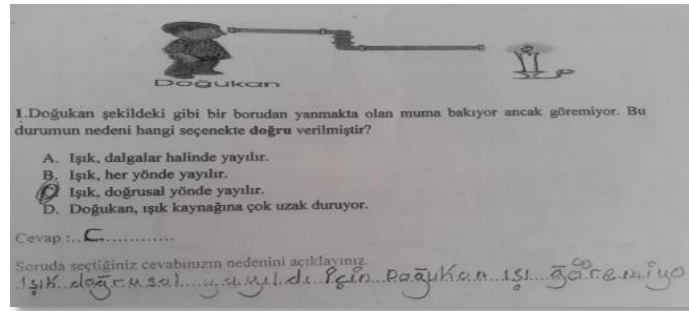 Doğukan
1.Doğukan şekildeki gibi bir borudan yanmakta olan muma bakıyor ancak göremiyor. Bu
durumun nedeni hangi seçenekte doğru verilmiştir?
A. Işık, dalgalar halinde yayılır.
B. Işık, her yönde yayılır.
C. Işık, doğrusal yönde yayılır.
D. Doğukan, ışık kaynağına çok uzak duruyor.
Cevap :..C.............
Soruda seçtiğiniz cevabınızın nedenini açıklayınız.
Işık doğrusal yayıldı için Doğukan ışı göremiyo